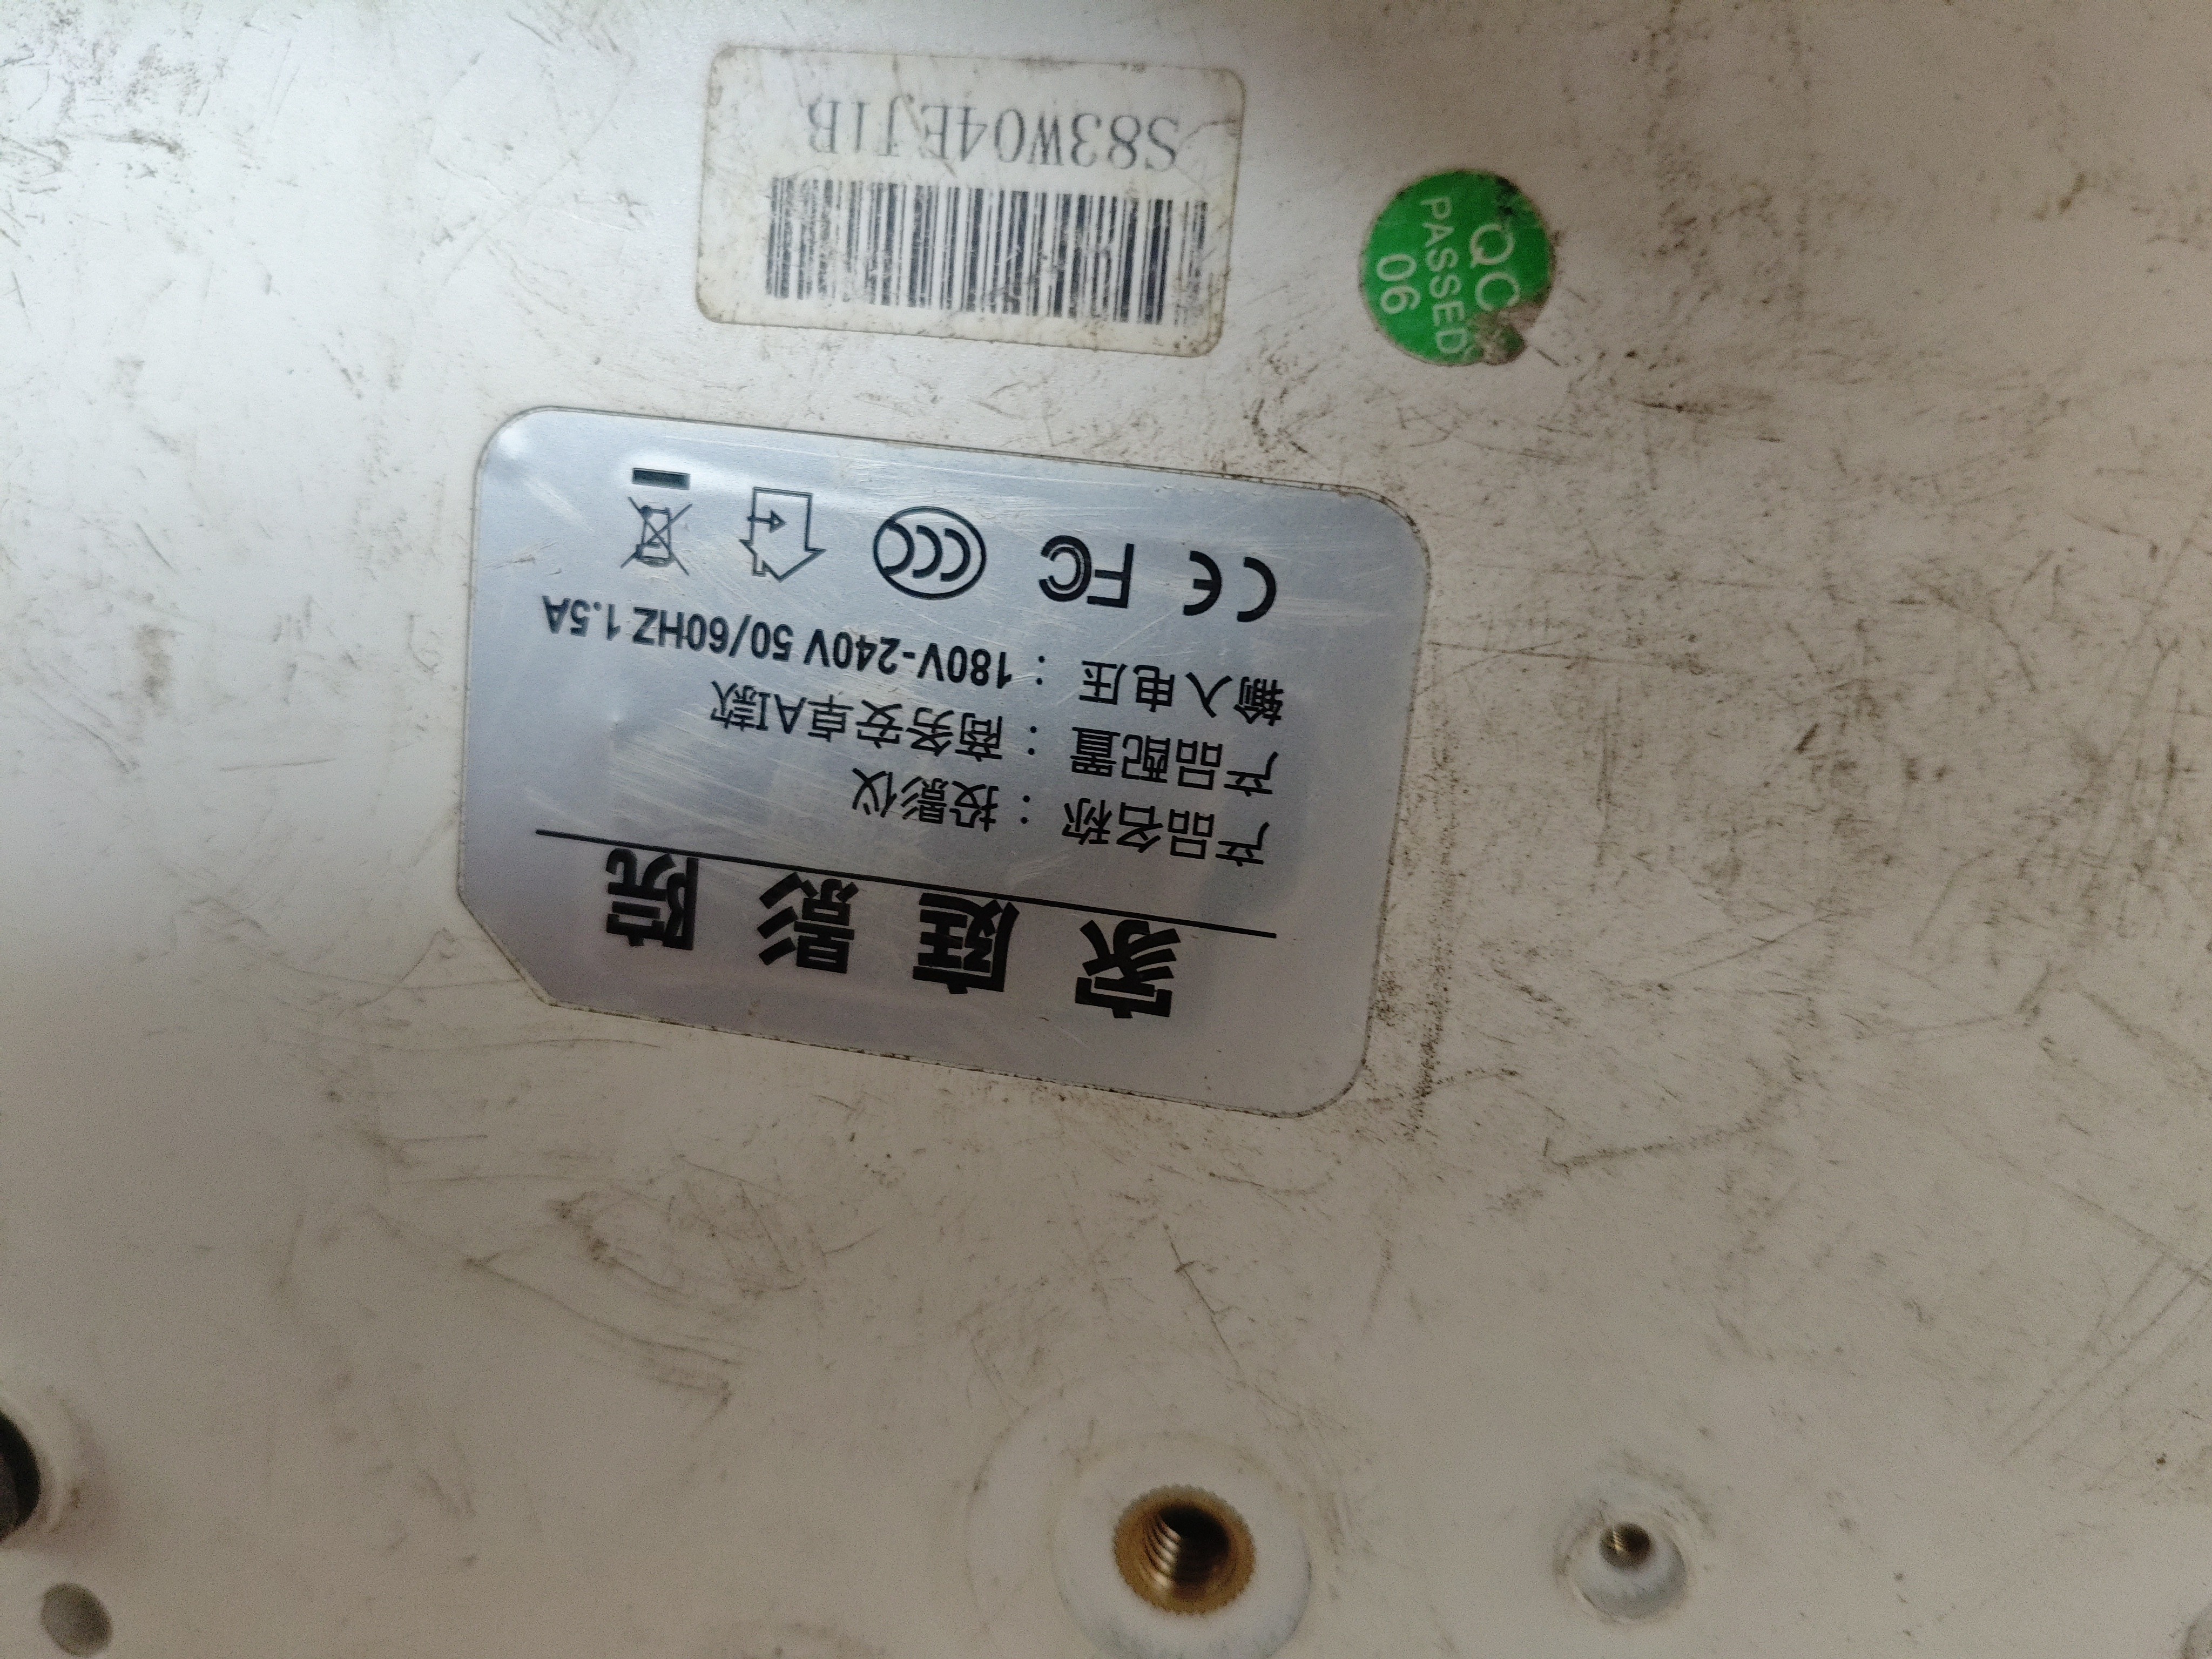 家庭影院
产品名称：投影仪
产品配置：商务安卓AI款
输入电压：180V-240V 50/60HZ 1.5A
CE FC CCC
S83W04EJ1B
QC
PASSED
06